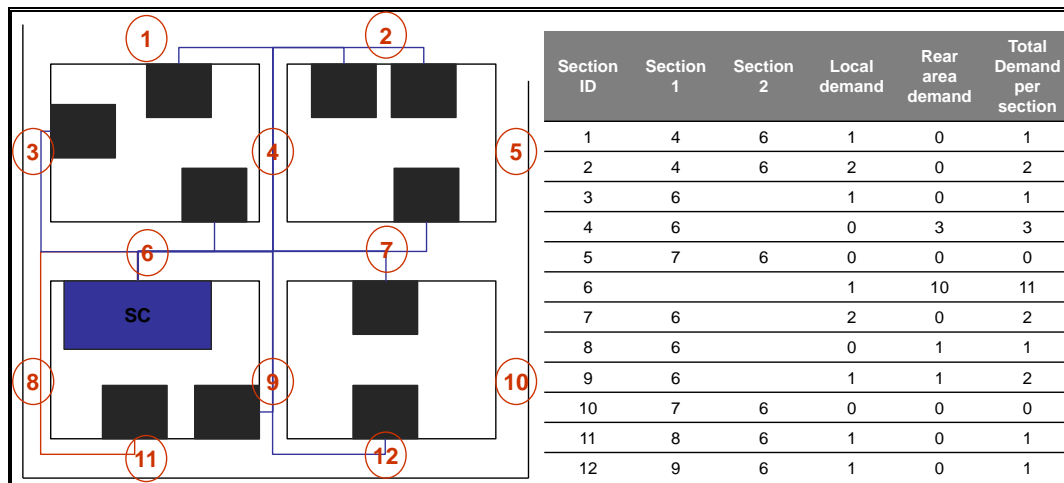 1
2
3
4
5
6
7
SC
8
9
10
11
12
Section ID Section 1 Section 2 Local demand Rear area demand Total Demand per section
1 4 6 1 0 1
2 4 6 2 0 2
3 6 1 0 1
4 6 0 3 3
5 7 6 0 0 0
6 1 10 11
7 6 2 0 2
8 6 0 1 1
9 6 1 1 2
10 7 6 0 0 0
11 8 6 1 0 1
12 9 6 1 0 1